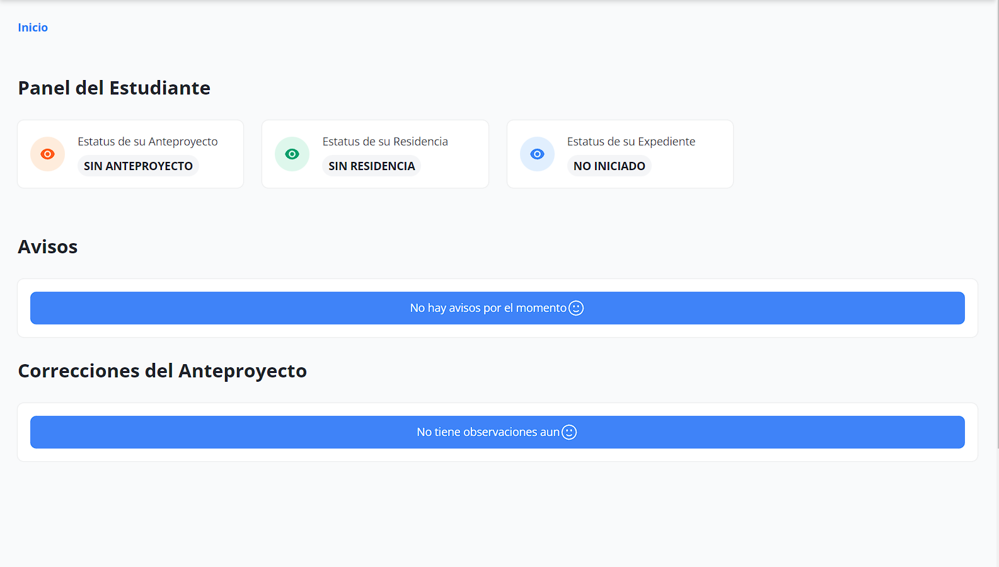 Inicio
Panel del Estudiante
Estatus de su Anteproyecto
SIN ANTEPROYECTO
Estatus de su Residencia
SIN RESIDENCIA
Estatus de su Expediente
NO INICIADO
Avisos
No hay avisos por el momento
Correcciones del Anteproyecto
No tiene observaciones aun